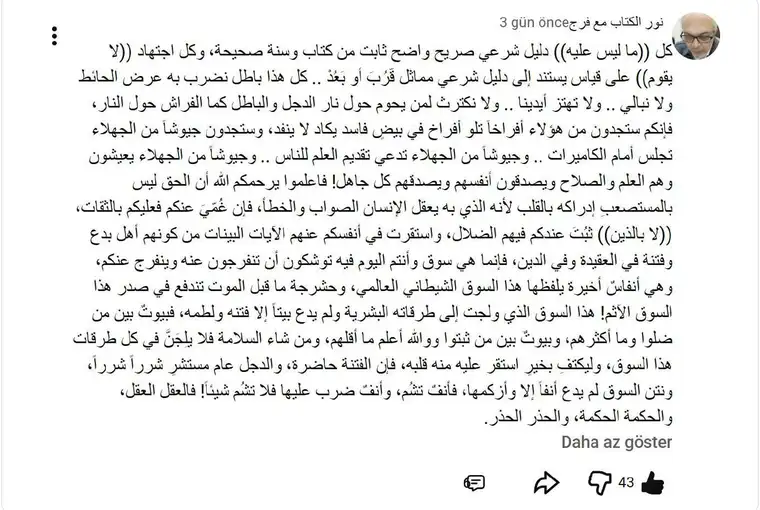 نور الكتاب مع فرج 3 gün önce
كل ((ما ليس عليه)) دليل شرعي صريح واضح ثابت من كتاب وسنة صحيحة، وكل اجتهاد ((لا
يقوم)) على قياس يستند إلى دليل شرعي مماثل قَرُبَ أو بَعُدَ .. كل هذا باطل نضرب به عرض الحائط
ولا نبالي .. ولا تهتز أيدينا .. ولا نكترث لمن يحوم حول نار الدجل والباطل كما الفراش حول النار،
فإنكم ستجدون من هؤلاء أفراخاً تلو أفراخ في بيضٍ فاسد يكاد لا ينفد، وستجدون جيوشاً من الجهلاء
تجلس أمام الكاميرات .. وجيوشاً من الجهلاء تدعي تقديم العلم للناس .. وجيوشاً من الجهلاء يعيشون
وهم العلم والصلاح ويصدقون أنفسهم ويصدقهم كل جاهل! فاعلموا يرحمكم الله أن الحق ليس
بالمستصعبِ إدراكه بالقلب لأنه الذي به يعقل الإنسان الصواب والخطأ، فإن غُمّيَ عنكم فعليكم بالثقات،
((لا بالذين)) ثبُتَ عندكم فيهم الضلال، واستقرت في أنفسكم عنهم الآيات البينات من كونهم أهل بدع
وفتنة في العقيدة وفي الدين، فإنما هي سوق وأنتم اليوم فيه توشكون أن تنفرجون عنه وينفرج عنكم،
وهي أنفاسٌ أخيرة يلفظها هذا السوق الشيطاني العالمي، وحشرجة ما قبل الموت تندفع في صدر هذا
السوق الآثم! هذا السوق الذي ولجت إلى طرقاته البشرية ولم يدع بيتاً إلا فتنه ولطمه، فبيوتٌ بين من
ضلوا وما أكثرهم، وبيوتٌ بين من ثبتوا ووالله أعلم ما أقلهم، ومن شاء السلامة فلا يلجَنَّ في كل طرقات
هذا السوق، وليكتفِ بخيرٍ استقر عليه منه قلبه، فإن الفتنة حاضرة، والدجل عام مستشرٍ شرراً شرراً،
ونتن السوق لم يدع أنفاً إلا وأزكمها، فأنفٌ تشُم، وأنفٌ ضرب عليها فلا تشُم شيئاً! فالعقل العقل،
والحكمة الحكمة، والحذر الحذر.
Daha az göster
43